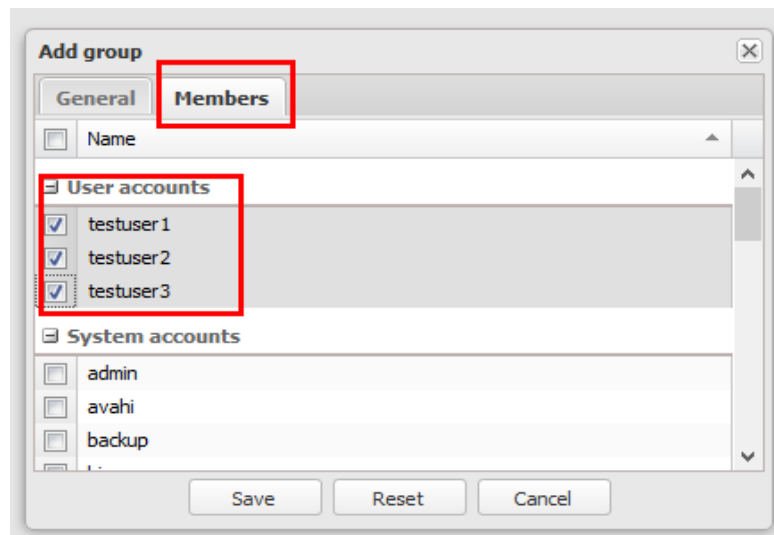 Add group
General Members
Name
User accounts
testuser1
testuser2
testuser3
System accounts
admin
avahi
backup
Save Reset Cancel